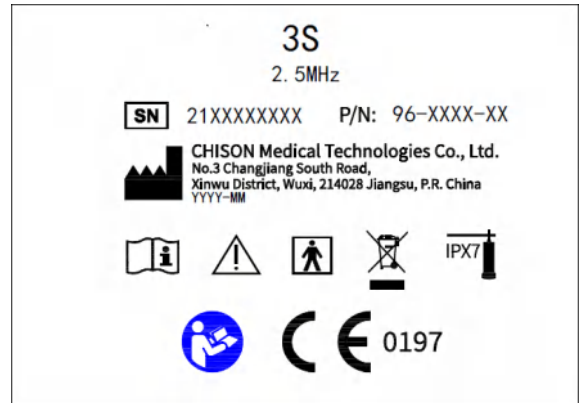 3S
2.5MHz
SN 21XXXXXXXX P/N: 96-XXXX-XX
CHISON Medical Technologies Co., Ltd.
No.3 Changjiang South Road,
Xinwu District, Wuxi, 214028 Jiangsu, P.R. China
YYYY-MM
IPX7
CE 0197